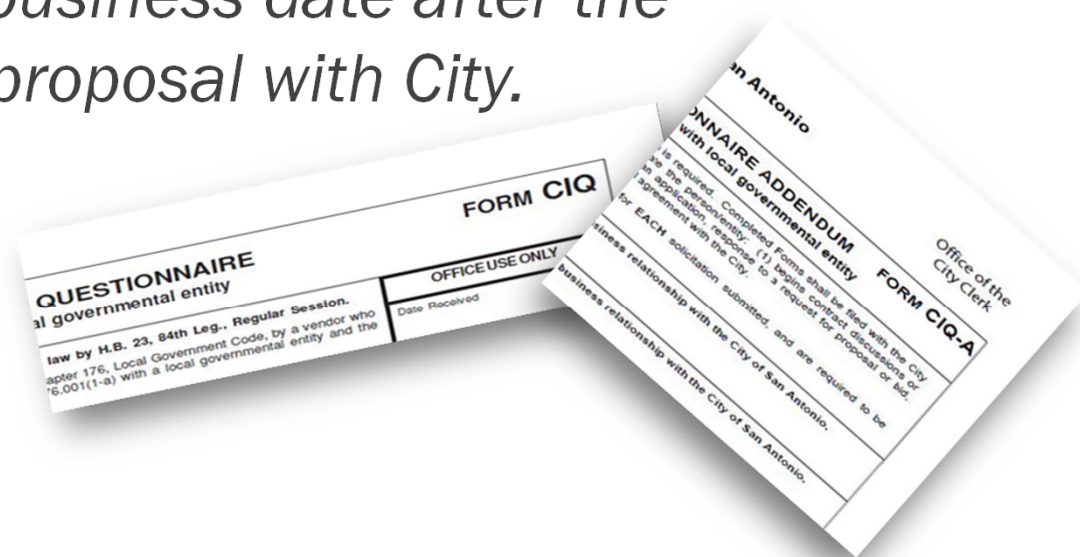 business date after the
proposal with City.
FORM CIQ
QUESTIONNAIRE
al governmental entity
OFFICE USE ONLY
Date Received
law by H.B. 23, 84th Leg., Regular Session.
apter 176, Local Government Code, by a vendor who
6.001(1-a) with a local governmental entity and the
an Antonio
Office of the
City Clerk
ONNAIRE ADDENDUM FORM CIQ-A
with local governmental entity
is required. Completed Forms shall be filed with the City
the person/entity: (1) begins contract discussions or
an application, response to a request for proposal or bid,
agreement with the City.
for EACH solicitation submitted, and are required to be
siness relationship with the City of San Antonio.
business relationship with the City of San Antonio.